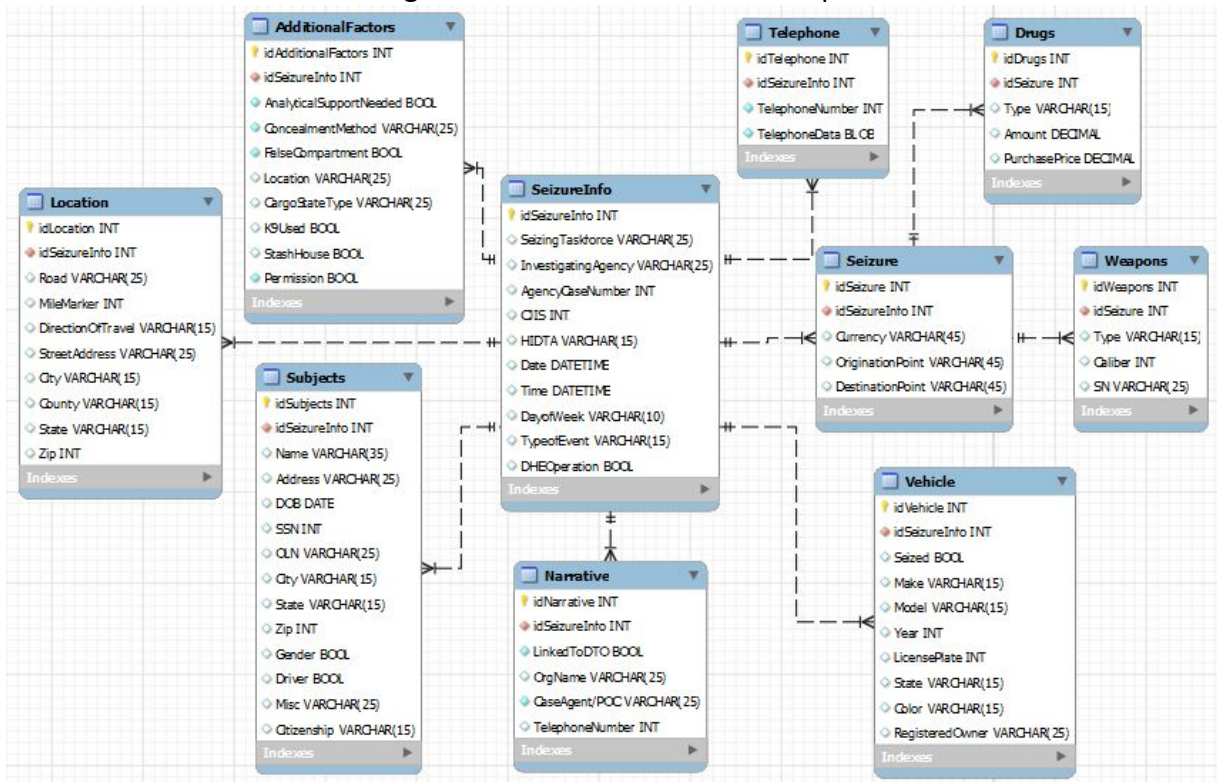 AdditionalFactors
idAdditionalFactors INT
idSeizureInfo INT
AnalyticalSupportNeeded BOOL
ConcealmentMethod VARCHAR(25)
FalseCompartment BOOL
Location VARCHAR(25)
CargoStateType VARCHAR(25)
K9Used BOOL
StashHouse BOOL
Permission BOOL
Indexes
Telephone
idTelephone INT
idSeizureInfo INT
TelephoneNumber INT
TelephoneData BLOB
Indexes
Drugs
idDrugs INT
idSeizure INT
Type VARCHAR(15)
Amount DECIMAL
PurchasePrice DECIMAL
Indexes
Location
idLocation INT
idSeizureInfo INT
Road VARCHAR(25)
MileMarker INT
DirectionOfTravel VARCHAR(15)
StreetAddress VARCHAR(25)
City VARCHAR(15)
County VARCHAR(15)
State VARCHAR(15)
Zip INT
Indexes
SeizureInfo
idSeizureInfo INT
SeizingTaskforce VARCHAR(25)
InvestigatingAgency VARCHAR(25)
AgencyCaseNumber INT
CJIS INT
HIDTA VARCHAR(15)
Date DATETIME
Time DATETIME
DayofWeek VARCHAR(10)
TypeofEvent VARCHAR(15)
DHEOperation BOOL
Indexes
Seizure
idSeizure INT
idSeizureInfo INT
Currency VARCHAR(45)
OriginationPoint VARCHAR(45)
DestinationPoint VARCHAR(45)
Indexes
Weapons
idWeapons INT
idSeizure INT
Type VARCHAR(15)
Caliber INT
SN VARCHAR(25)
Indexes
Subjects
idSubjects INT
idSeizureInfo INT
Name VARCHAR(35)
Address VARCHAR(25)
DOB DATE
SSN INT
OLN VARCHAR(25)
City VARCHAR(15)
State VARCHAR(15)
Zip INT
Gender BOOL
Driver BOOL
Misc VARCHAR(25)
Citizenship VARCHAR(15)
Indexes
Narrative
idNarrative INT
idSeizureInfo INT
LinkedToDTO BOOL
OrgName VARCHAR(25)
CaseAgent/POC VARCHAR(25)
TelephoneNumber INT
Indexes
Vehicle
idVehicle INT
idSeizureInfo INT
Seized BOOL
Make VARCHAR(15)
Model VARCHAR(15)
Year INT
LicensePlate INT
State VARCHAR(15)
Color VARCHAR(15)
RegisteredOwner VARCHAR(25)
Indexes